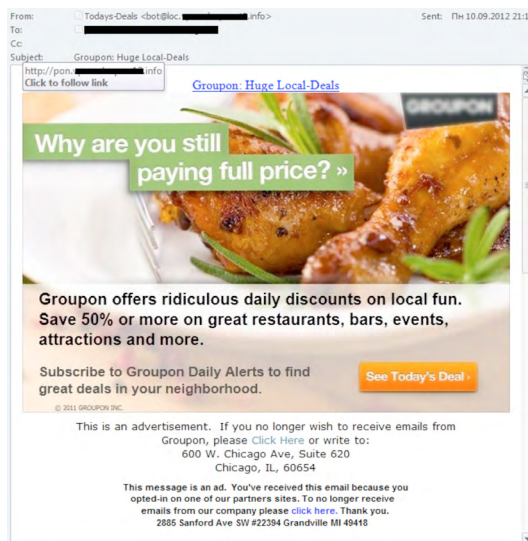 From: Todays-Deals <bot@loc. .info> Sent: Пн 10.09.2012 21:1
To:
Cc:
Subject: Groupon: Huge Local-Deals
http://pon. .info
Click to follow link
Groupon: Huge Local-Deals
GROUPON
Why are you still
paying full price? »
Groupon offers ridiculous daily discounts on local fun.
Save 50% or more on great restaurants, bars, events,
attractions and more.
Subscribe to Groupon Daily Alerts to find
great deals in your neighborhood.
See Today's Deal ›
© 2011 GROUPON INC.
This is an advertisement. If you no longer wish to receive emails from
Groupon, please Click Here or write to:
600 W. Chicago Ave, Suite 620
Chicago, IL, 60654
This message is an ad. You've received this email because you
opted-in on one of our partners sites. To no longer receive
emails from our company please click here. Thank you.
2885 Sanford Ave SW #22394 Grandville MI 49418